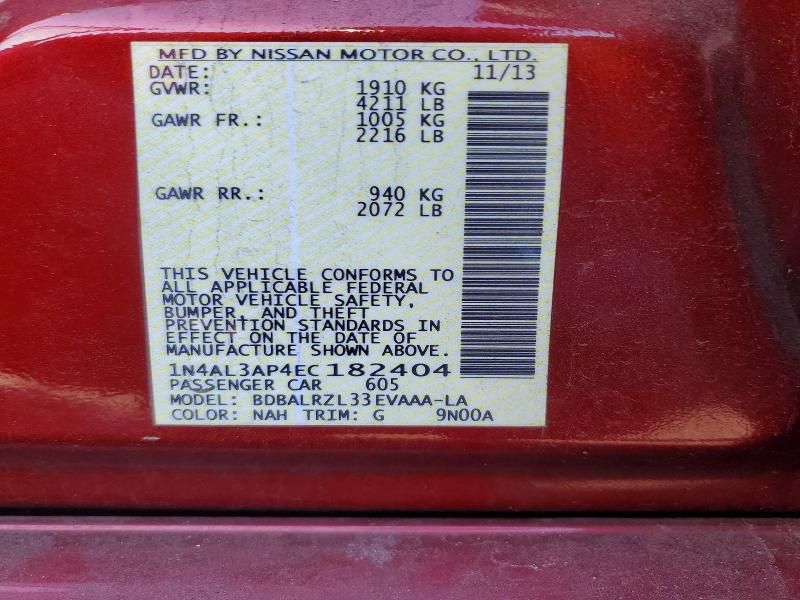 MFD BY NISSAN MOTOR CO., LTD.
DATE: 11/13
GVWR: 1910 KG
4211 LB
GAWR FR.: 1005 KG
2216 LB
GAWR RR.: 940 KG
2072 LB
THIS VEHICLE CONFORMS TO
ALL APPLICABLE FEDERAL
MOTOR VEHICLE SAFETY,
BUMPER, AND THEFT
PREVENTION STANDARDS IN
EFFECT ON THE DATE OF
MANUFACTURE SHOWN ABOVE.
1N4AL3AP4EC182404
PASSENGER CAR 605
MODEL: BDBALRZL33EVAAA-LA
COLOR: NAH TRIM: G 9N00A